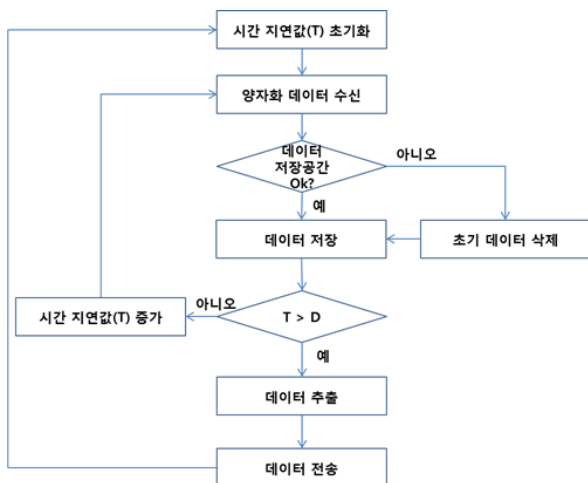 시간 지연값(T) 초기화
양자화 데이터 수신
데이터
저장공간
Ok?
아니오
예
데이터 저장
초기 데이터 삭제
아니오
시간 지연값(T) 증가
T > D
예
데이터 추출
데이터 전송